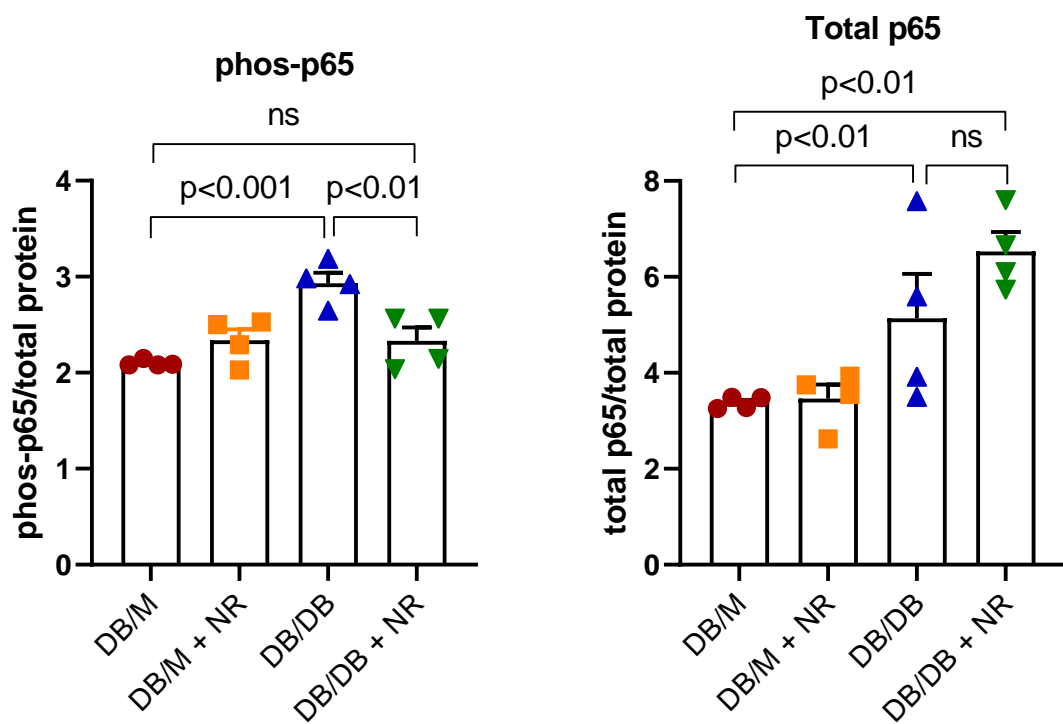 phos-p65
ns
p<0.001
p<0.01
phos-p65/total protein
4
3
2
1
0
DB/M
DB/M + NR
DB/DB
DB/DB + NR
Total p65
p<0.01
p<0.01
ns
total p65/total protein
8
6
4
2
0
DB/M
DB/M + NR
DB/DB
DB/DB + NR